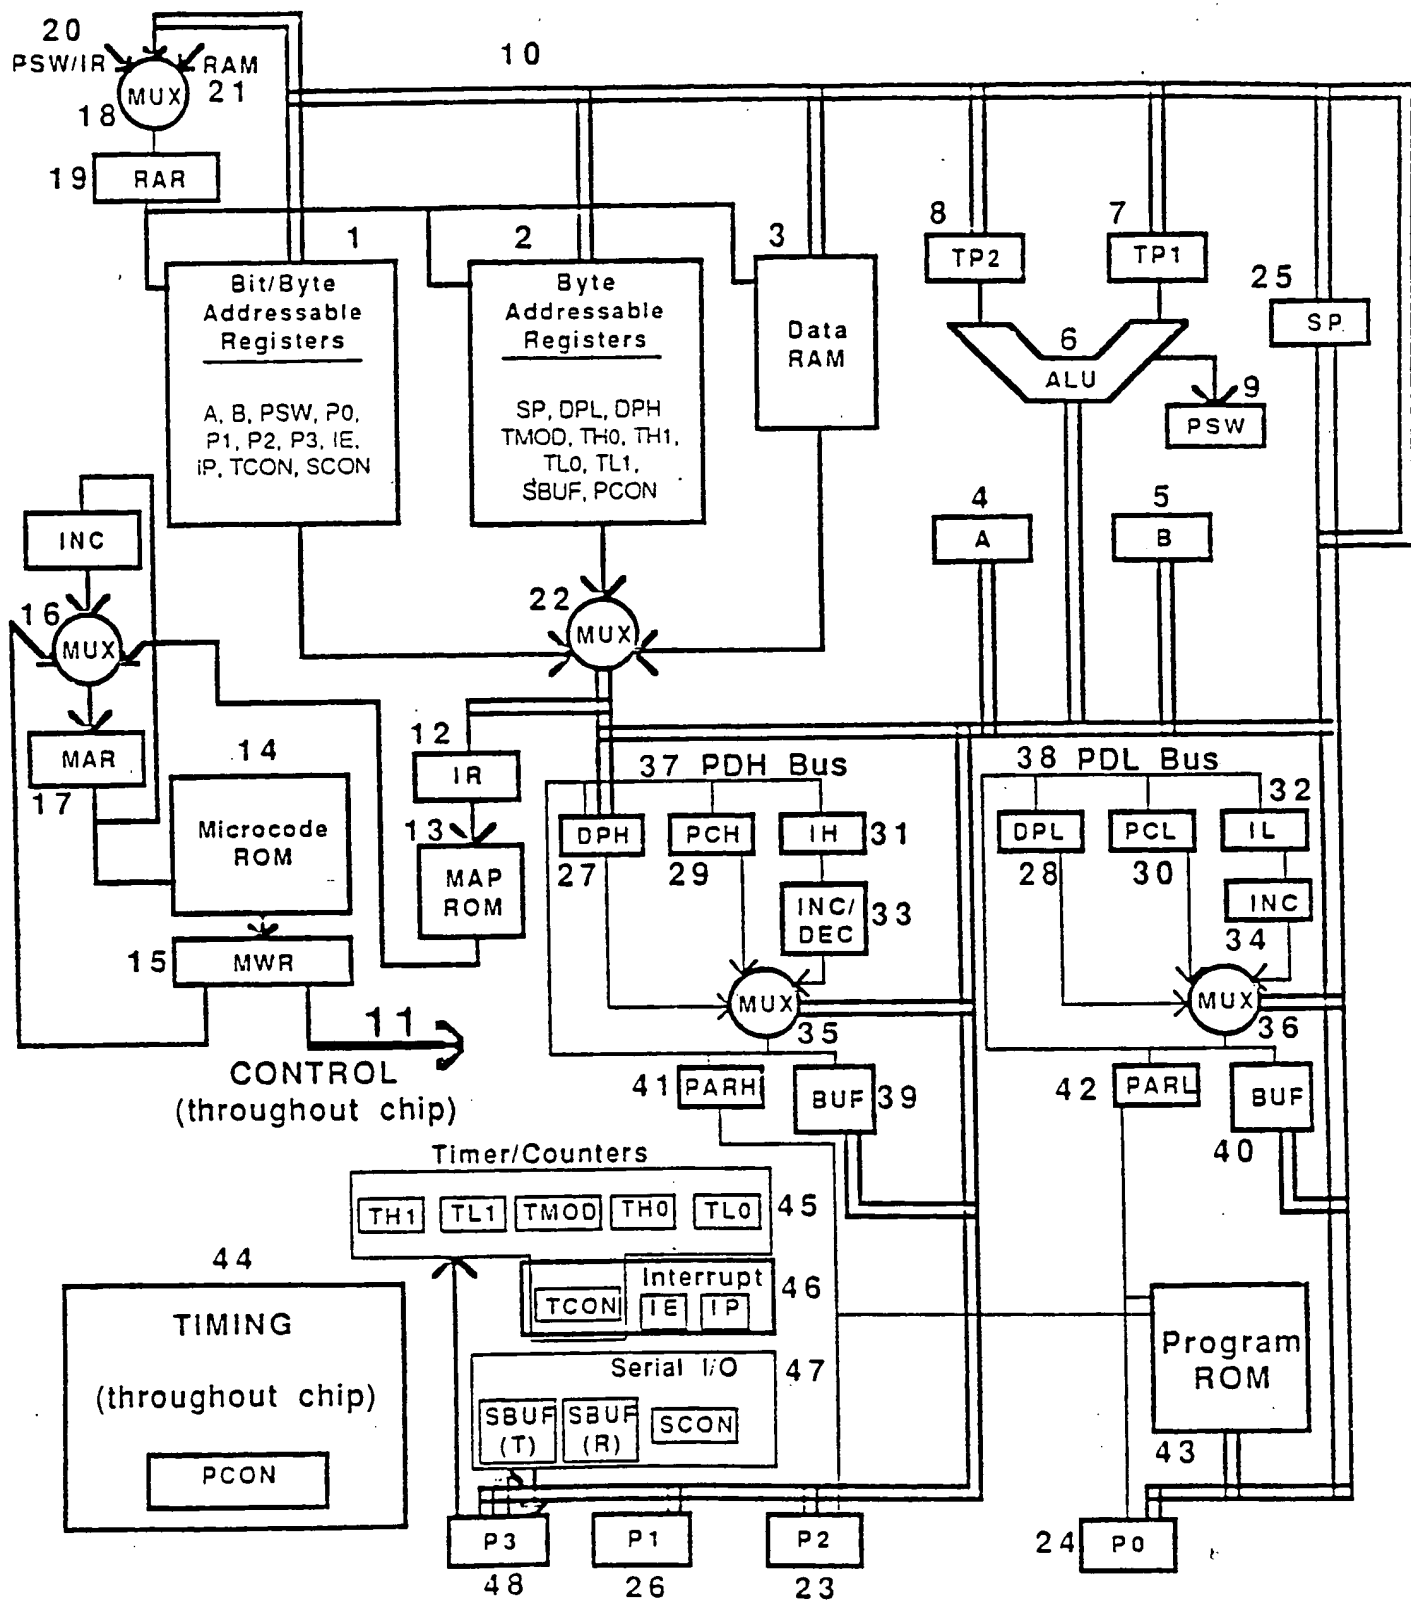 20
PSW/IR
RAM
21
10
MUX
18
19
RAR
1
2
3
8
7
TP2
TP1
25
SP
Bit/Byte
Addressable
Registers
A, B, PSW, P0,
P1, P2, P3, IE,
IP, TCON, SCON
Byte
Addressable
Registers
SP, DPL, DPH
TMOD, TH0, TH1,
TL0, TL1,
SBUF, PCON
Data
RAM
6
ALU
9
PSW
INC
4
A
5
B
16
MUX
22
MUX
MAR
17
14
Microcode
ROM
12
IR
13
MAP
ROM
15
MWR
11
CONTROL
(throughout chip)
37 PDH Bus
DPH
27
PCH
29
IH
31
INC/
DEC
33
MUX
35
41
PARH
BUF
39
38 PDL Bus
32
DPL
28
PCL
30
IL
INC
34
MUX
36
42
PARL
BUF
40
Timer/Counters
TH1
TL1
TMOD
TH0
TL0
45
Interrupt
46
TCON
IE
IP
Serial I/O
47
SBUF
(T)
SBUF
(R)
SCON
44
TIMING
(throughout chip)
PCON
Program
ROM
43
P3
48
P1
26
P2
23
24
P0